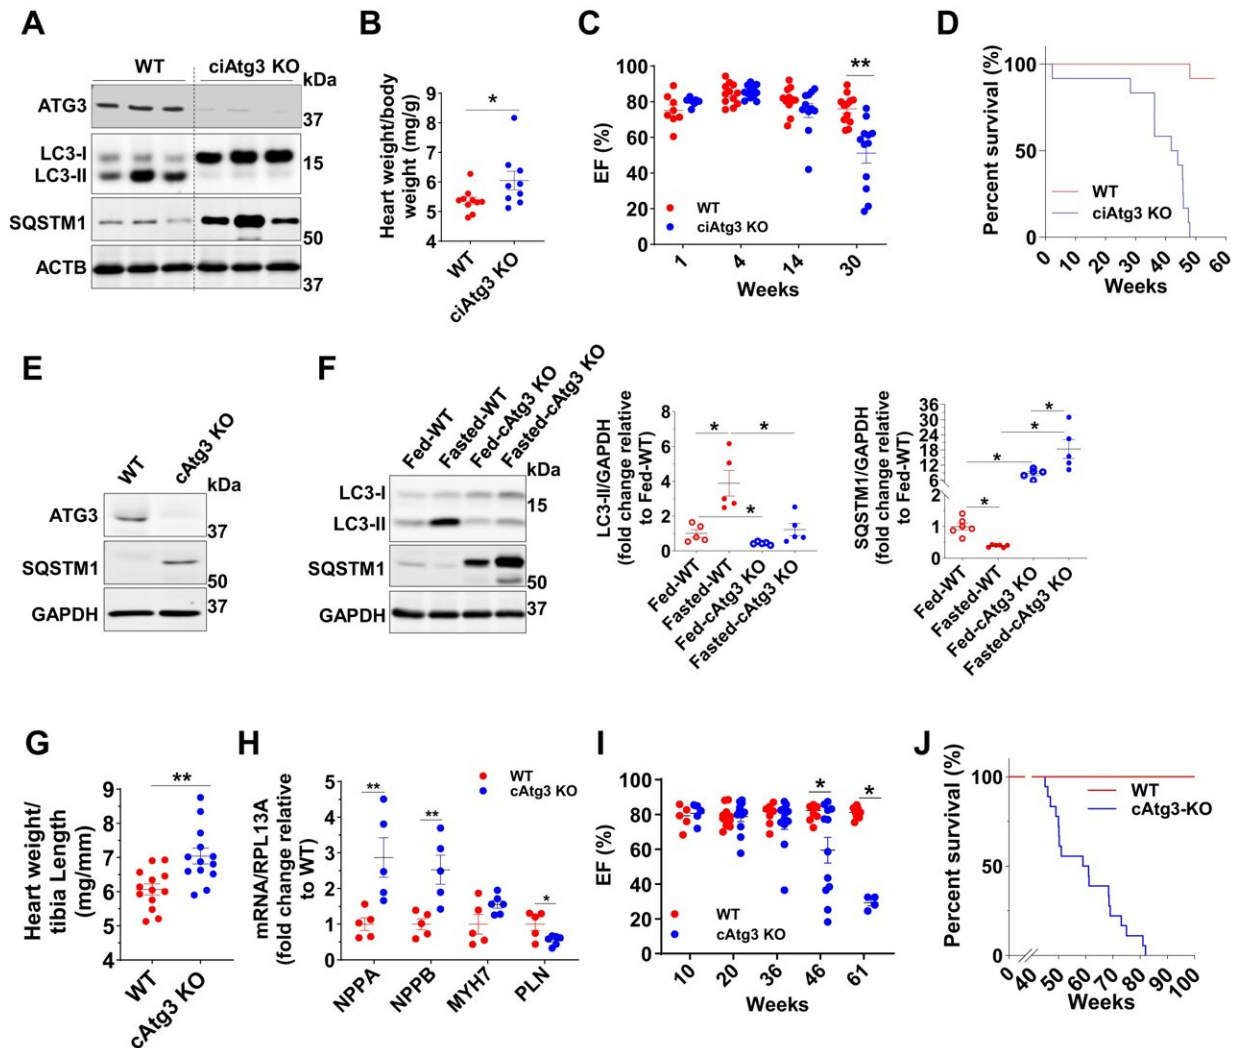 A
WT
ciAtg3 KO
kDa
ATG3
37
LC3-I
LC3-II
15
SQSTM1
50
ACTB
37
B
Heart weight/body
weight (mg/g)
9
8
7
6
5
4
*
WT
ciAtg3 KO
C
EF (%)
100
80
60
40
20
0
**
WT
ciAtg3 KO
1
4
14
30
Weeks
D
Percent survival (%)
100
50
0
WT
ciAtg3 KO
0
10
20
30
40
50
60
Weeks
E
WT
cAtg3 KO
kDa
ATG3
37
SQSTM1
50
GAPDH
37
F
Fed-WT
Fasted-WT
Fed-cAtg3 KO
Fasted-cAtg3 KO
kDa
LC3-I
15
LC3-II
SQSTM1
50
GAPDH
37
LC3-II/GAPDH
(fold change relative
to Fed-WT)
8
6
4
2
0
*
*
*
Fed-WT
Fasted-WT
Fed-cAtg3 KO
Fasted-cAtg3 KO
SQSTM1/GAPDH
(fold change relative
to Fed-WT)
36
30
24
18
12
6
2
1
0
*
*
*
*
Fed-WT
Fasted-WT
Fed-cAtg3 KO
Fasted-cAtg3 KO
G
Heart weight/
tibia Length
(mg/mm)
10
9
8
7
6
5
4
**
WT
cAtg3 KO
H
mRNA/RPL13A
(fold change relative
to WT)
5
4
3
2
1
0
**
**
*
WT
cAtg3 KO
NPPA
NPPB
MYH7
PLN
I
EF (%)
100
80
60
40
80
0
*
*
WT
cAtg3 KO
10
20
36
46
61
Weeks
J
Percent survival (%)
100
50
0
WT
cAtg3-KO
0
40
50
60
70
80
90
100
Weeks